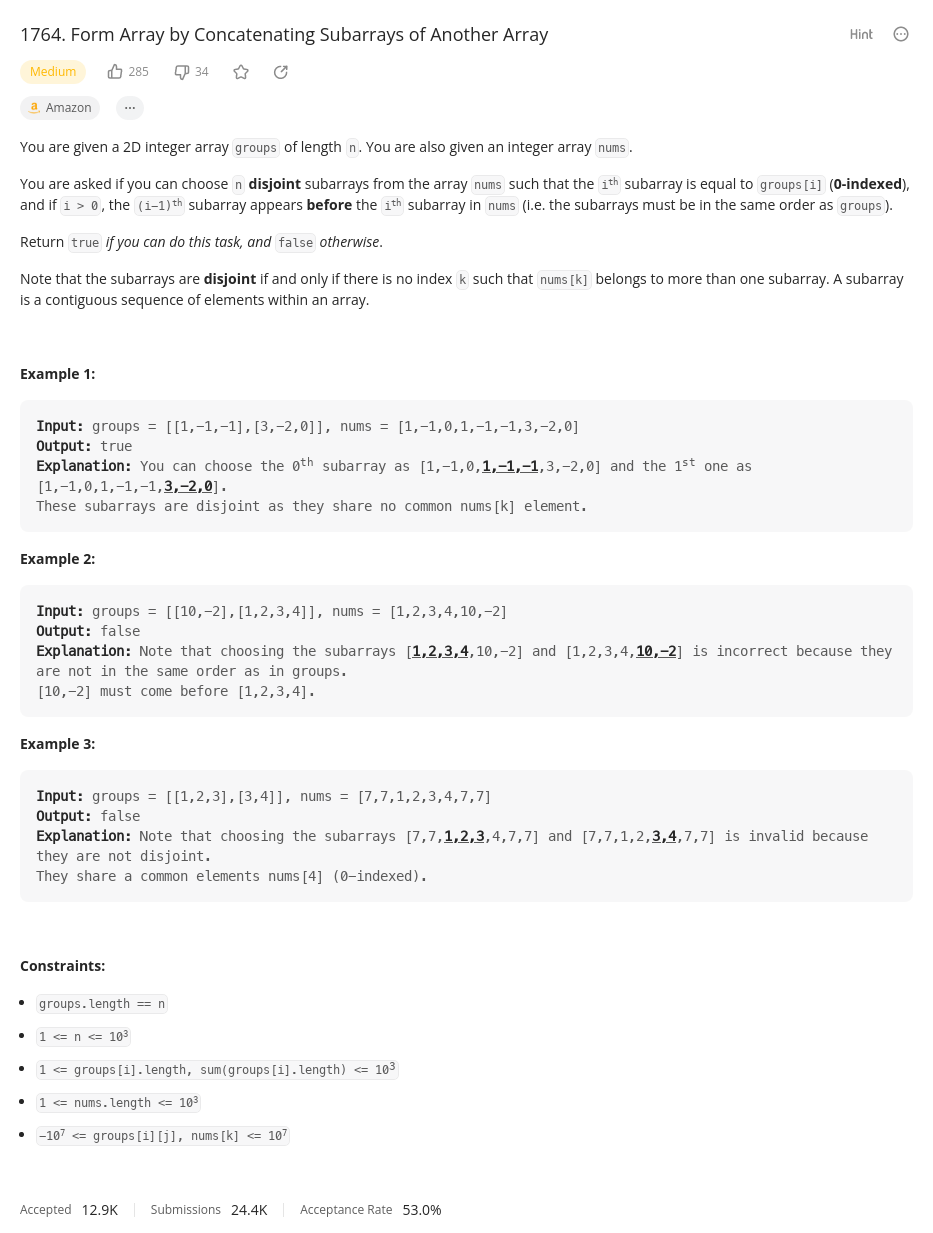 1764. Form Array by Concatenating Subarrays of Another Array
Hint
Medium
285
34
Amazon
You are given a 2D integer array groups of length n. You are also given an integer array nums.
You are asked if you can choose n disjoint subarrays from the array nums such that the ith subarray is equal to groups[i] (0-indexed),
and if i > 0, the (i−1)th subarray appears before the ith subarray in nums (i.e. the subarrays must be in the same order as groups).
Return true if you can do this task, and false otherwise.
Note that the subarrays are disjoint if and only if there is no index k such that nums[k] belongs to more than one subarray. A subarray
is a contiguous sequence of elements within an array.
Example 1:
Input: groups = [[1,−1,−1],[3,−2,0]], nums = [1,−1,0,1,−1,−1,3,−2,0]
Output: true
Explanation: You can choose the 0th subarray as [1,−1,0,1,−1,−1,3,−2,0] and the 1st one as
[1,−1,0,1,−1,−1,3,−2,0].
These subarrays are disjoint as they share no common nums[k] element.
Example 2:
Input: groups = [[10,−2],[1,2,3,4]], nums = [1,2,3,4,10,−2]
Output: false
Explanation: Note that choosing the subarrays [1,2,3,4,10,−2] and [1,2,3,4,10,−2] is incorrect because they
are not in the same order as in groups.
[10,−2] must come before [1,2,3,4].
Example 3:
Input: groups = [[1,2,3],[3,4]], nums = [7,7,1,2,3,4,7,7]
Output: false
Explanation: Note that choosing the subarrays [7,7,1,2,3,4,7,7] and [7,7,1,2,3,4,7,7] is invalid because
they are not disjoint.
They share a common elements nums[4] (0−indexed).
Constraints:
groups.length == n
1 <= n <= 10³
1 <= groups[i].length, sum(groups[i].length) <= 10³
1 <= nums.length <= 10³
−10⁷ <= groups[i][j], nums[k] <= 10⁷
Accepted 12.9K Submissions 24.4K Acceptance Rate 53.0%